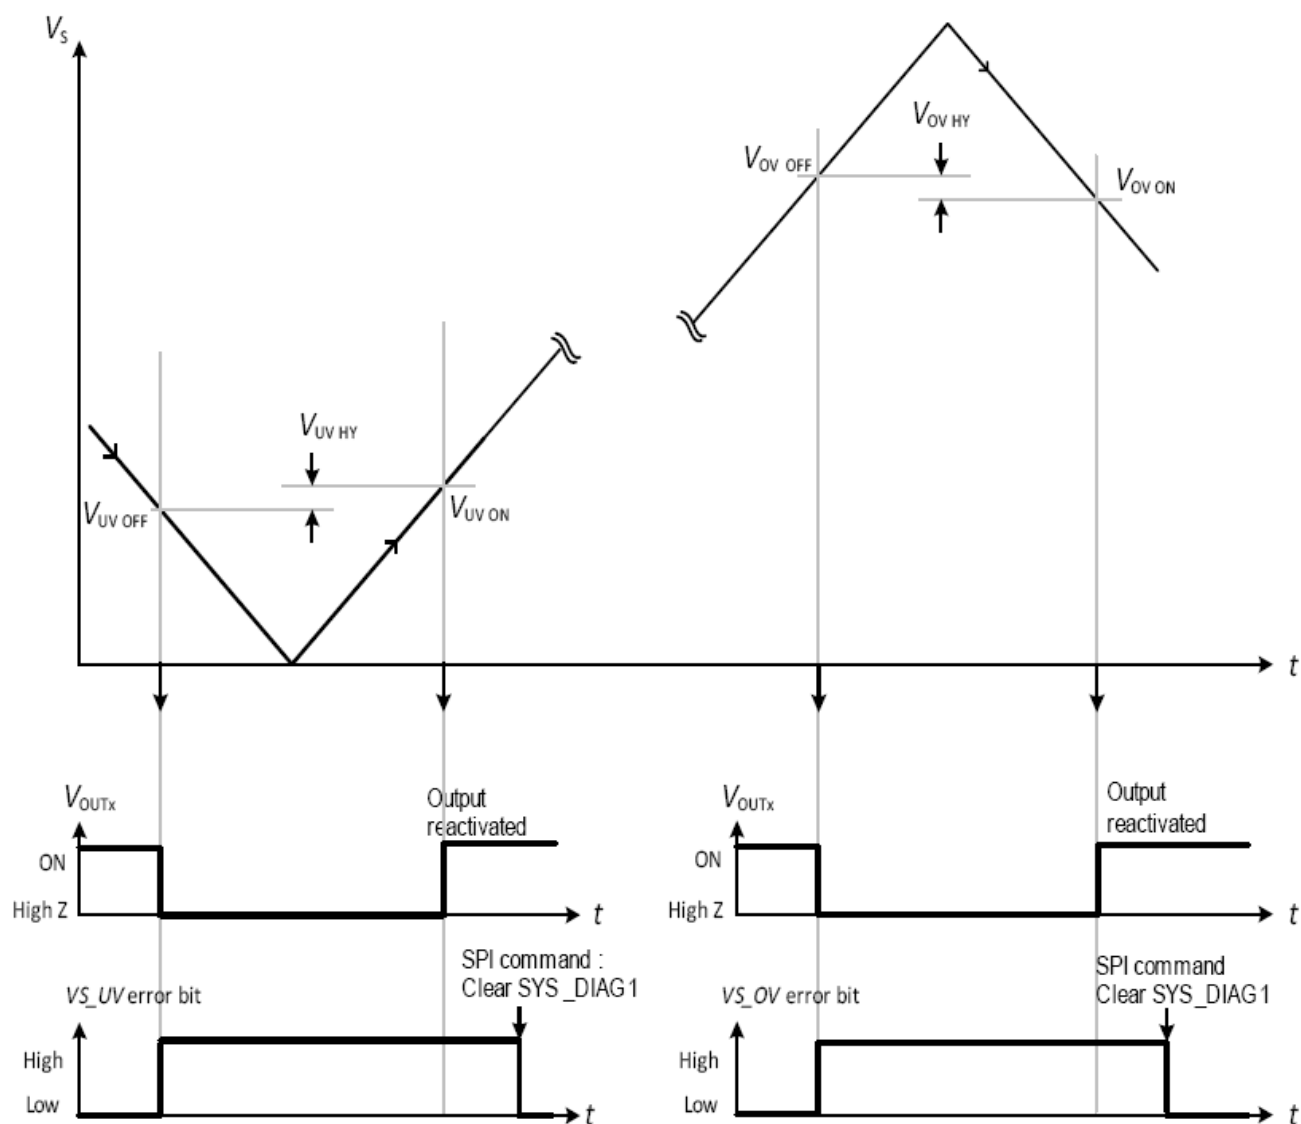 VS
VOV HY
VOV OFF
VOV ON
VUV HY
VUV OFF
VUV ON
t
VOUTx
Output
reactivated
ON
High Z
t
VOUTx
Output
reactivated
ON
High Z
t
SPI command :
Clear SYS_DIAG1
VS_UV error bit
High
Low
t
SPI command
Clear SYS_DIAG1
VS_OV error bit
High
Low
t